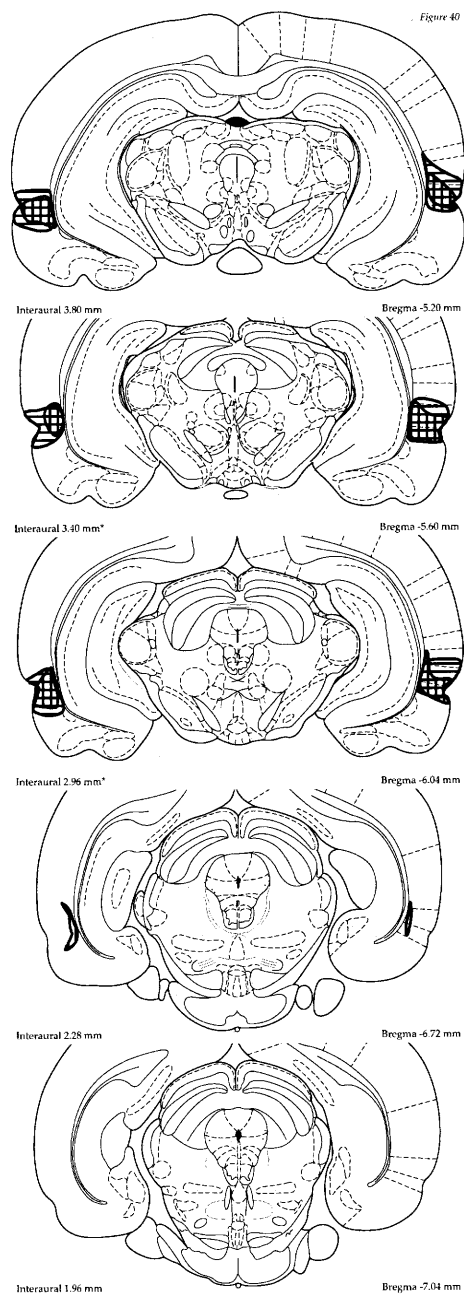 . Figure 40
Interaural 3.80 mm Bregma -5.20 mm
Interaural 3.40 mm* Bregma -5.60 mm
Interaural 2.96 mm* Bregma -6.04 mm
Interaural 2.28 mm Bregma -6.72 mm
Interaural 1.96 mm Bregma -7.04 mm